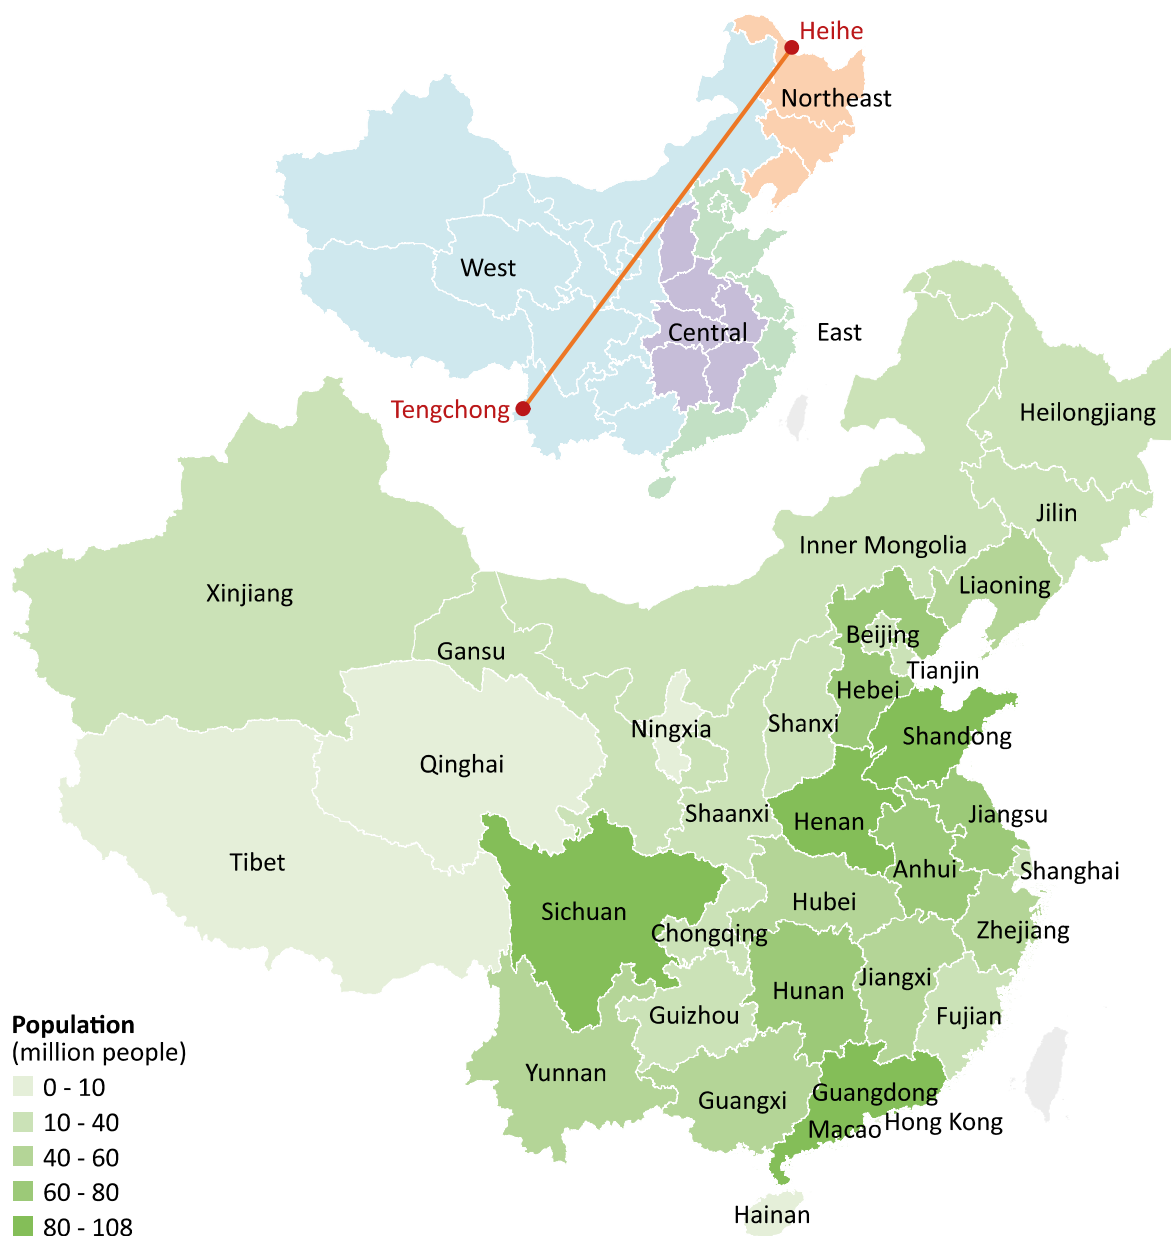 Heihe
Northeast
West
Central
East
Tengchong
Heilongjiang
Jilin
Inner Mongolia
Liaoning
Xinjiang
Beijing
Gansu
Tianjin
Hebei
Ningxia
Shanxi
Shandong
Qinghai
Shaanxi
Henan
Jiangsu
Tibet
Anhui
Shanghai
Sichuan
Hubei
Chongqing
Zhejiang
Jiangxi
Hunan
Guizhou
Fujian
Yunnan
Guangxi
Guangdong
Macao
Hong Kong
Hainan
Population
(million people)
0 - 10
10 - 40
40 - 60
60 - 80
80 - 108